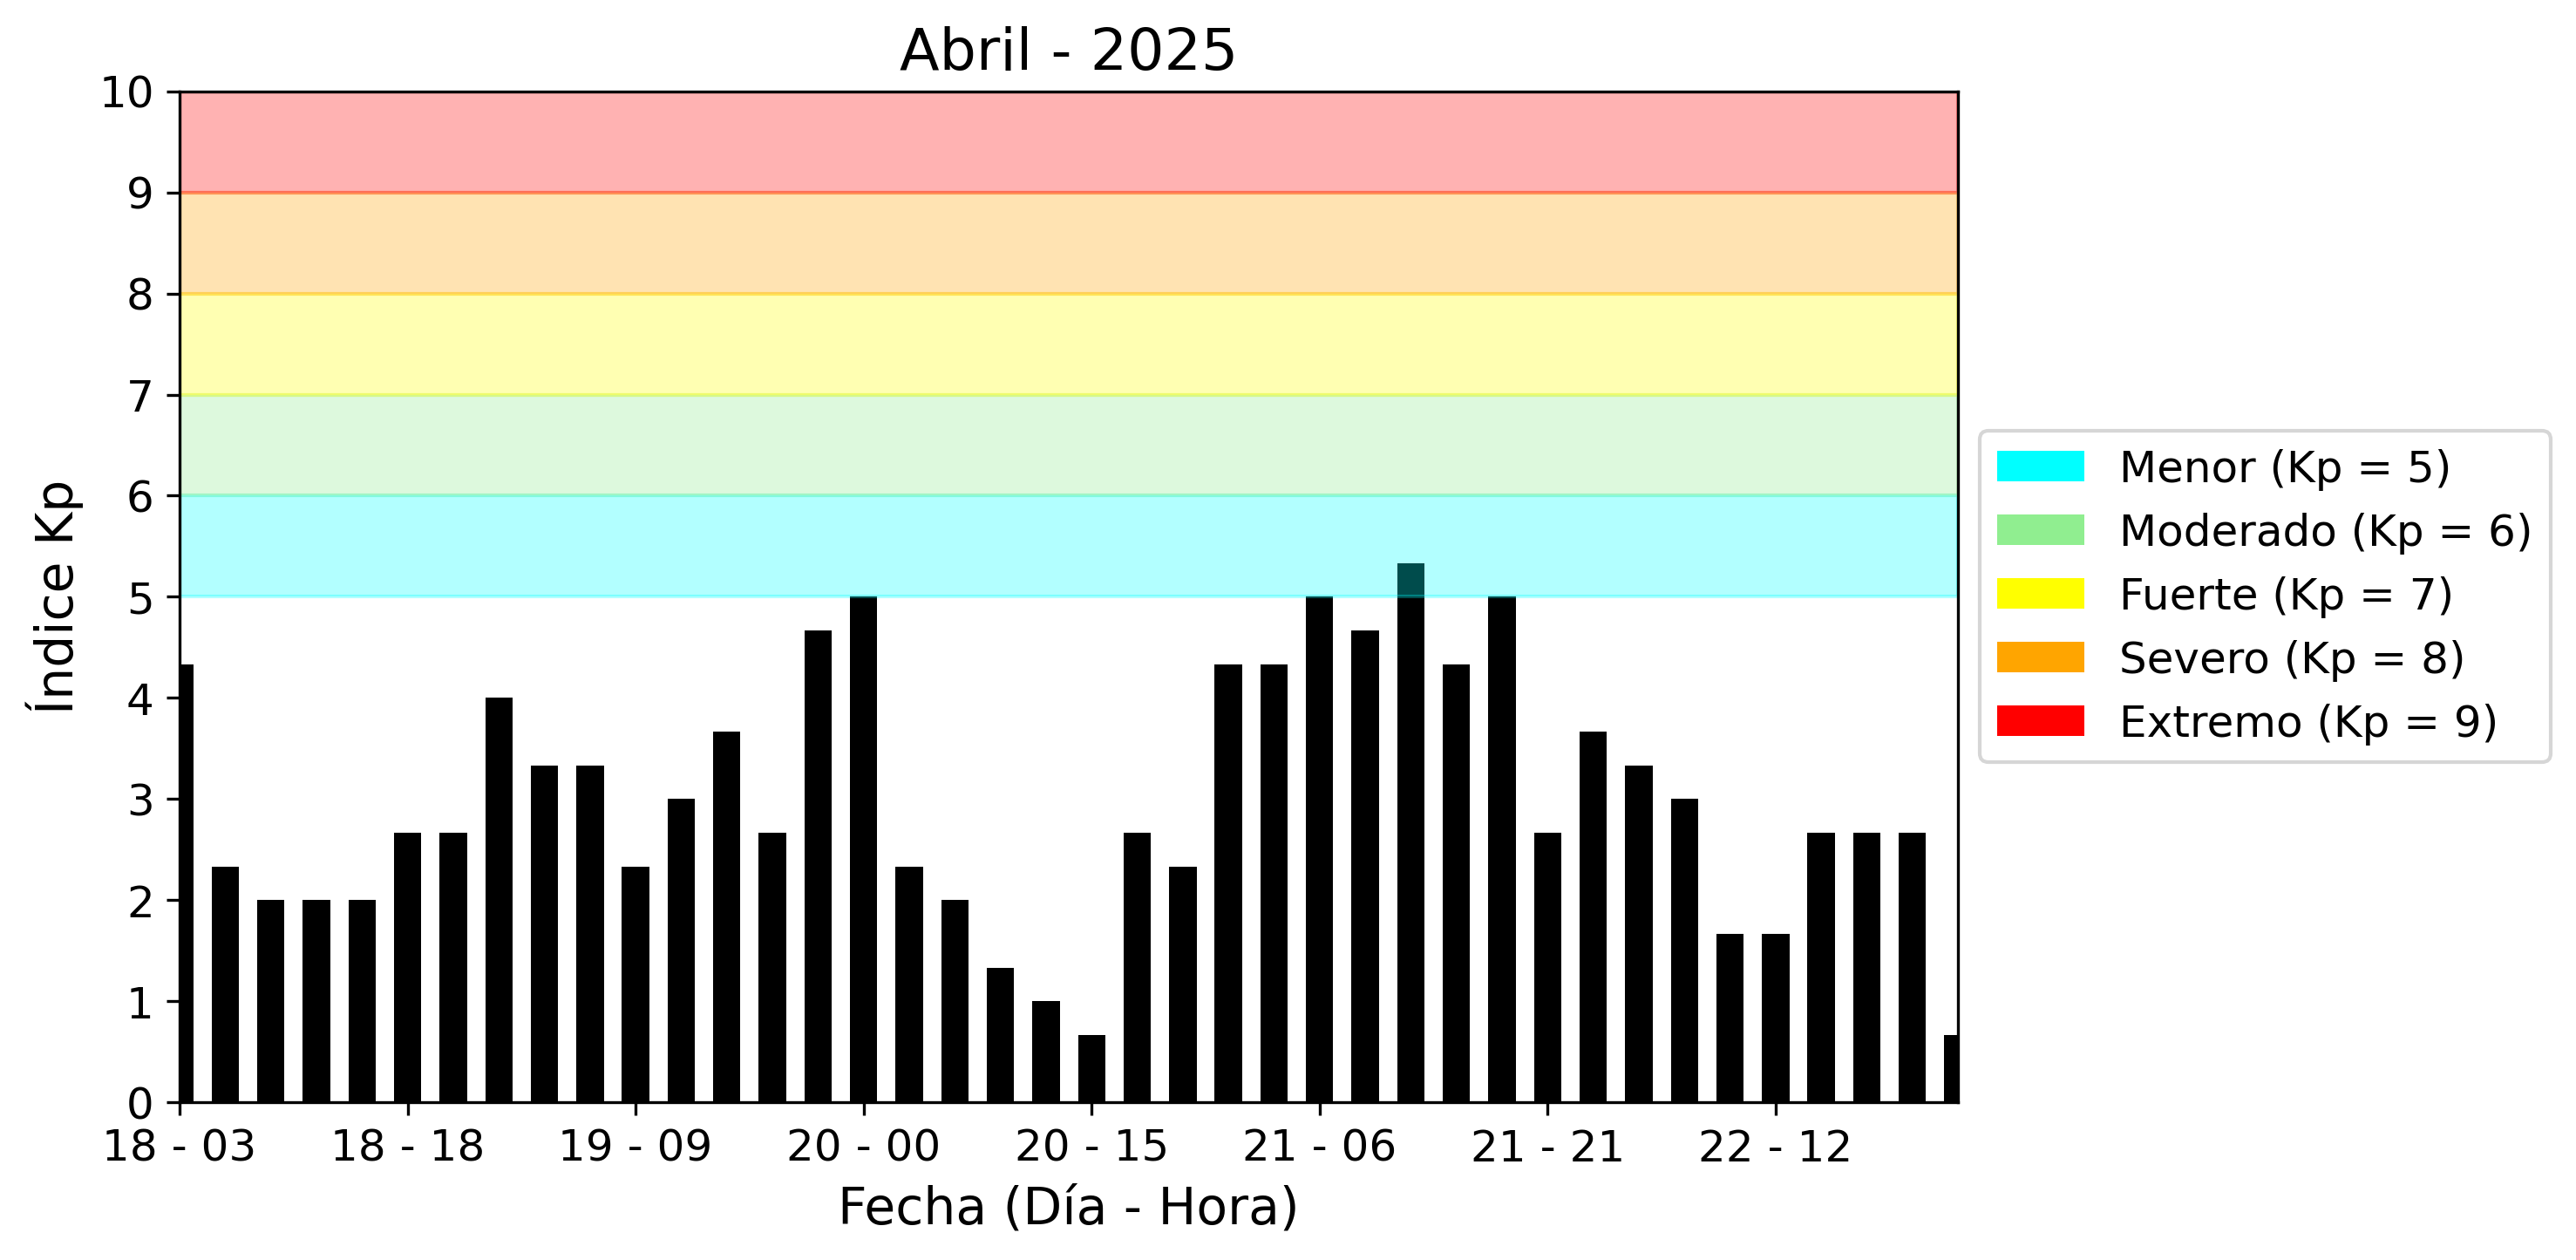 Abril - 2025
10
9
8
7
6
5
4
3
2
1
0
Índice Kp
18 - 03
18 - 18
19 - 09
20 - 00
20 - 15
21 - 06
21 - 21
22 - 12
Fecha (Día - Hora)
Menor (Kp = 5)
Moderado (Kp = 6)
Fuerte (Kp = 7)
Severo (Kp = 8)
Extremo (Kp = 9)